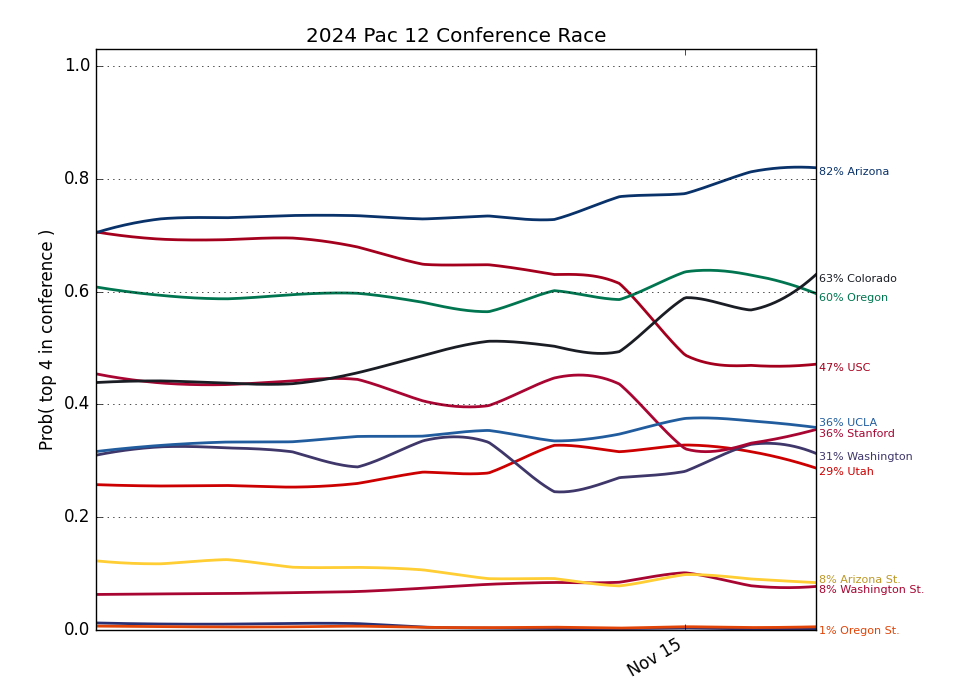 2024 Pac 12 Conference Race
Prob( top 4 in conference )
1.0
0.8
0.6
0.4
0.2
0.0
Nov 15
82% Arizona
63% Colorado
60% Oregon
47% USC
36% UCLA
36% Stanford
31% Washington
29% Utah
8% Arizona St.
8% Washington St.
1% Oregon St.